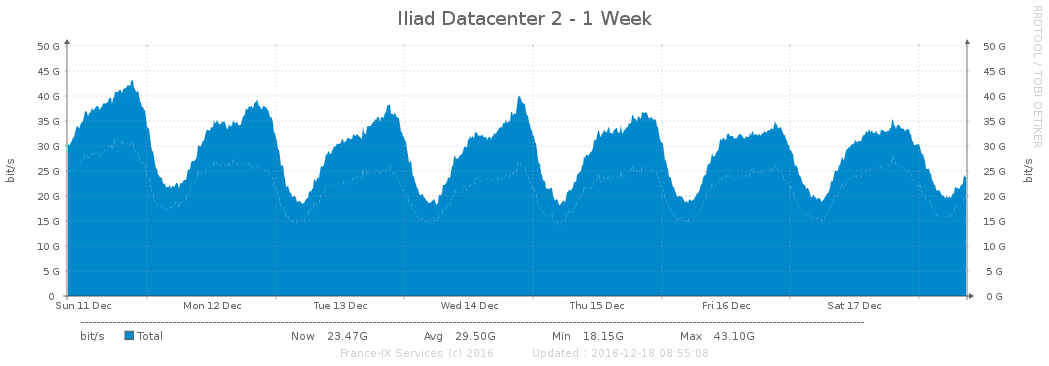 Iliad Datacenter 2 - 1 Week
RRDTOOL / TOBI OETIKER
bit/s
50 G 50 G
45 G 45 G
40 G 40 G
35 G 35 G
30 G 30 G
25 G 25 G
20 G 20 G
15 G 15 G
10 G 10 G
5 G 5 G
0 0 G
bit/s
Sun 11 Dec Mon 12 Dec Tue 13 Dec Wed 14 Dec Thu 15 Dec Fri 16 Dec Sat 17 Dec
bit/s Total Now 23.47G Avg 29.50G Min 18.15G Max 43.10G
France-IX Services (c) 2016 Updated : 2016-12-18 08:55:08